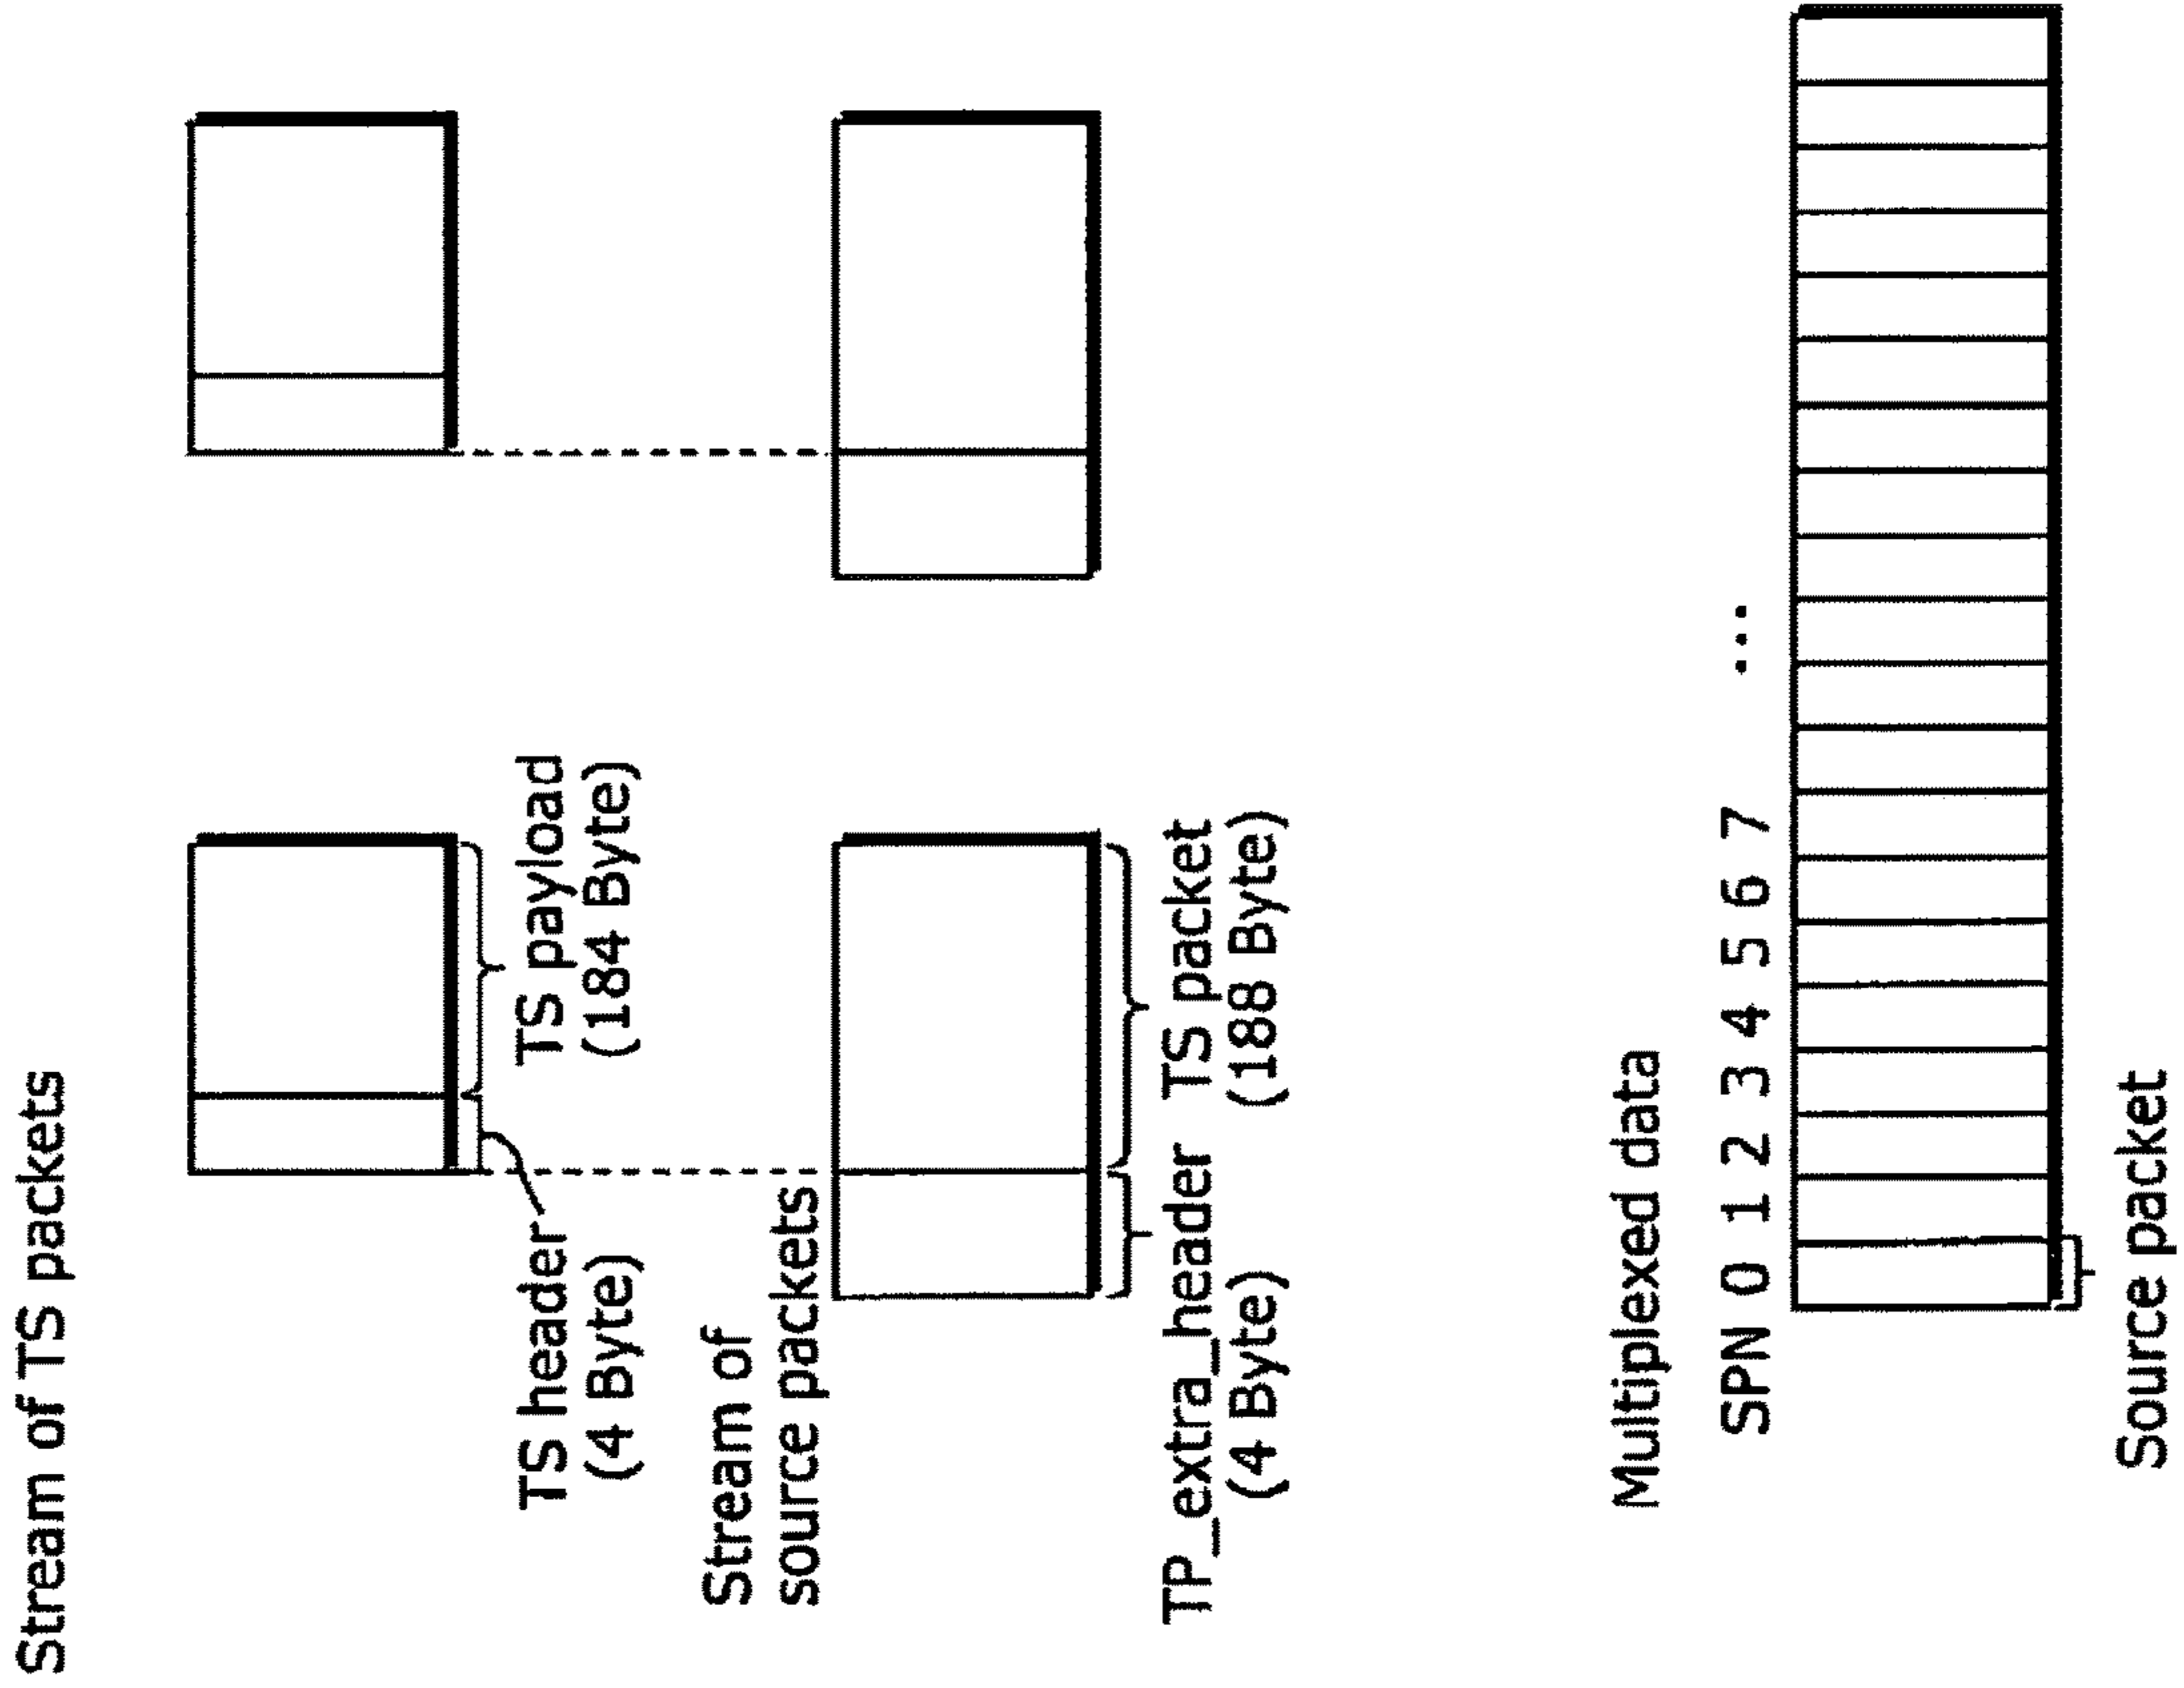 Stream of TS packets
TS header
(4 Byte)
TS payload
(184 Byte)
Stream of
source packets
TP_extra_header
(4 Byte)
TS packet
(188 Byte)
Multiplexed data
SPN 0 1 2 3 4 5 6 7 ...
Source packet